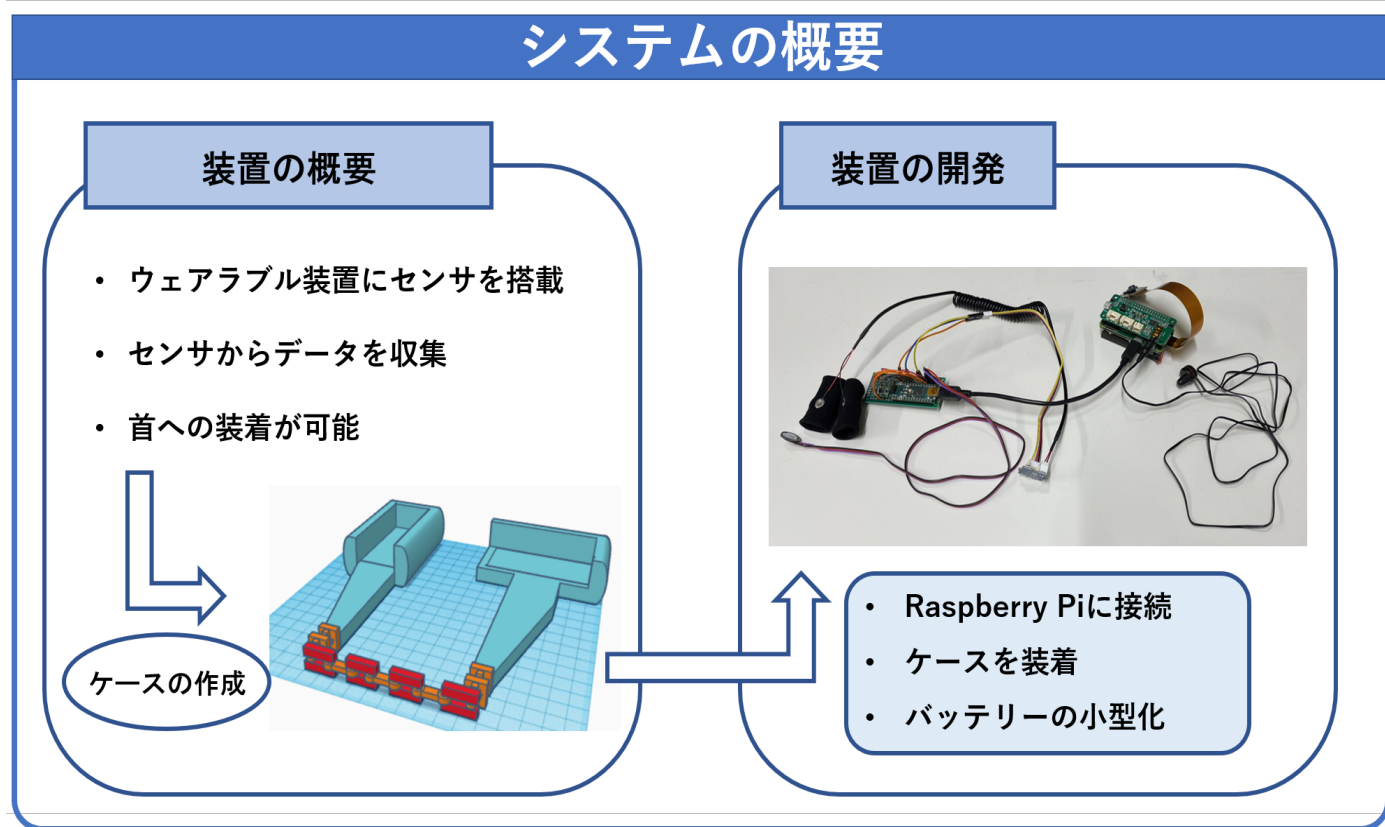 システムの概要
装置の概要
・ ウェアラブル装置にセンサを搭載
・ センサからデータを収集
・ 首への装着が可能
ケースの作成
装置の開発
・ Raspberry Piに接続
・ ケースを装着
・ バッテリーの小型化